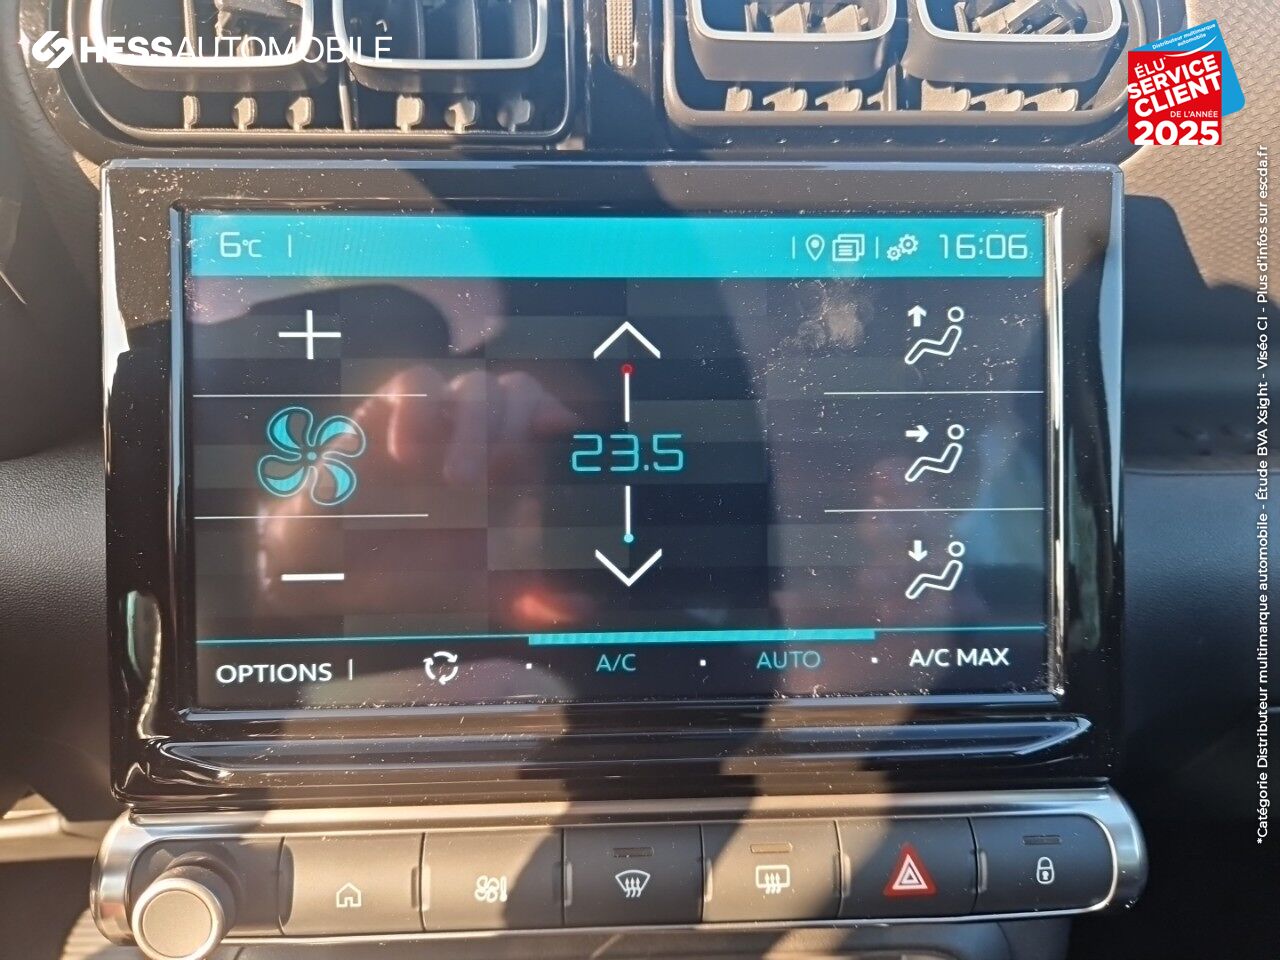 HESSAUTOMOBILE
Distributeur multimarque
automobile
ÉLU
SERVICE
CLIENT
DE L'ANNÉE
2025
6°C
16:06
23.5
OPTIONS
A/C
AUTO
A/C MAX
*Catégorie Distributeur multimarque automobile - Étude BVA Xsight - Viséo CI - Plus d'infos sur escda.fr